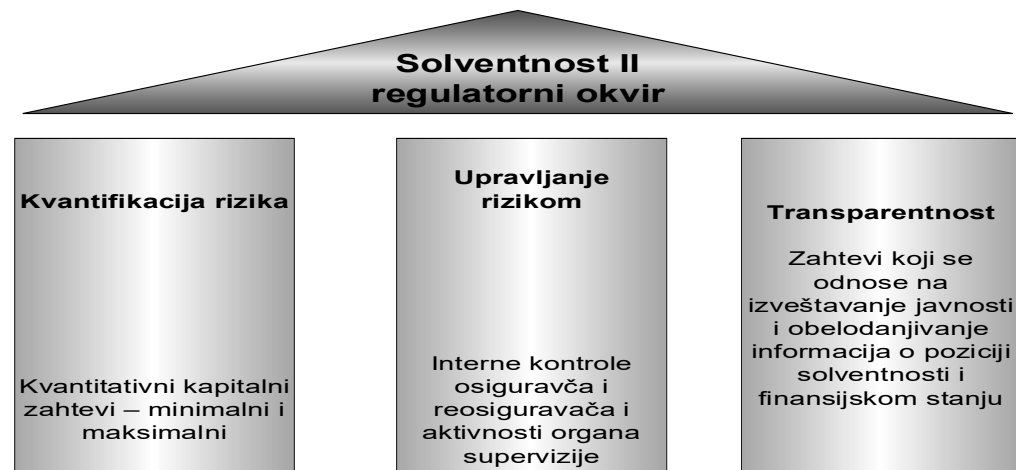 Solventnost II
regulatorni okvir
Kvantifikacija rizika
Kvantitativni kapitalni
zahtevi – minimalni i
maksimalni
Upravljanje
rizikom
Interne kontrole
osiguravča i
reosiguravača i
aktivnosti organa
supervizije
Transparentnost
Zahtevi koji se
odnose na
izveštavanje javnosti
i obelodanjivanje
informacija o poziciji
solventnosti i
finansijskom stanju